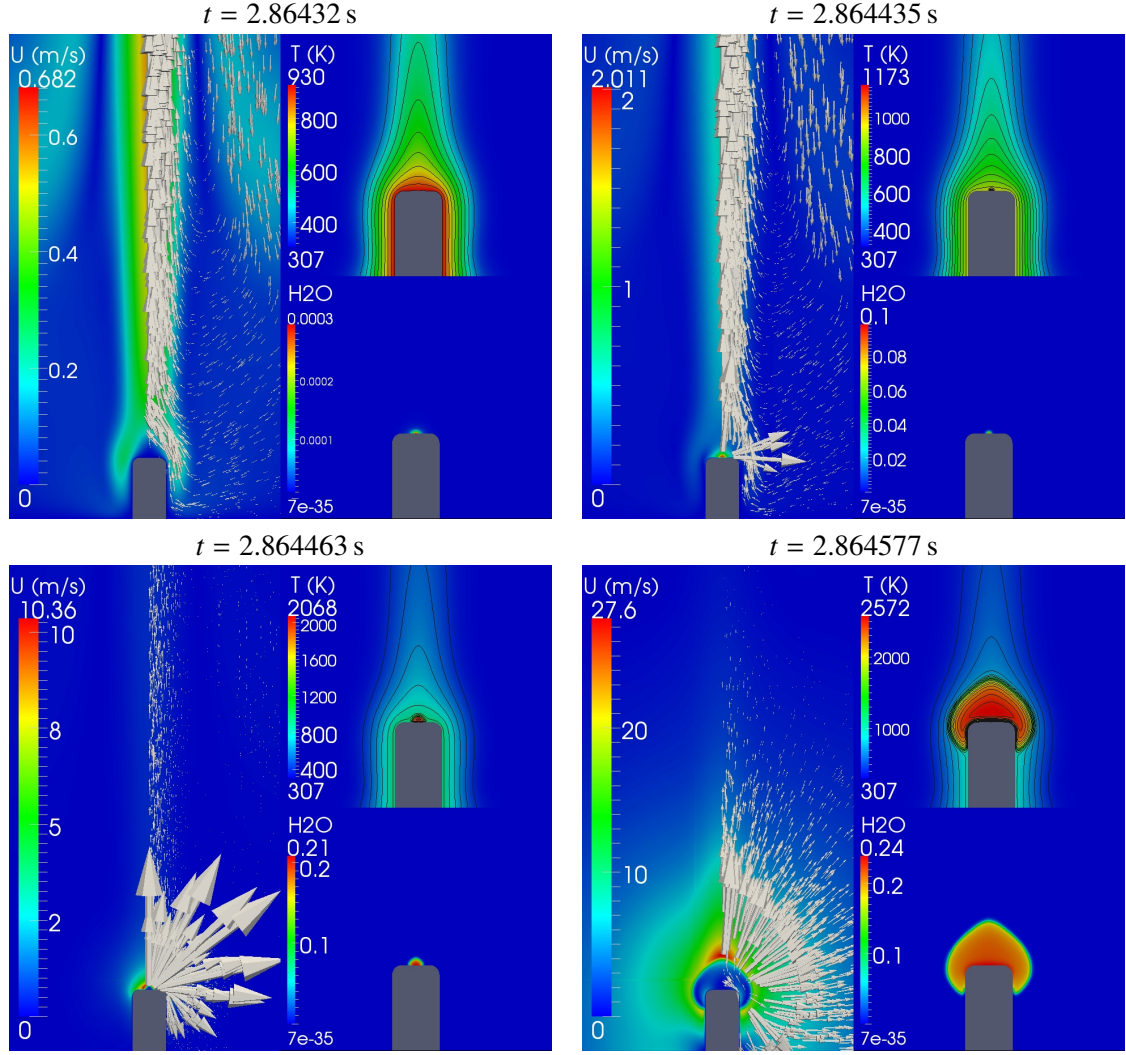 t = 2.86432 s
U (m/s)
0.682
0.6
0.4
0.2
0
T (K)
930
800
600
400
307
H2O
0.0003
0.0002
0.0001
7e-35
t = 2.864435 s
U (m/s)
2.011
2
1
0
T (K)
1173
1000
800
600
400
307
H2O
0.1
0.08
0.06
0.04
0.02
7e-35
t = 2.864463 s
U (m/s)
10.36
10
8
5
2
0
T (K)
2068
2000
1600
1200
800
400
307
H2O
0.21
0.2
0.1
7e-35
t = 2.864577 s
U (m/s)
27.6
20
10
0
T (K)
2572
2000
1000
307
H2O
0.24
0.2
0.1
7e-35